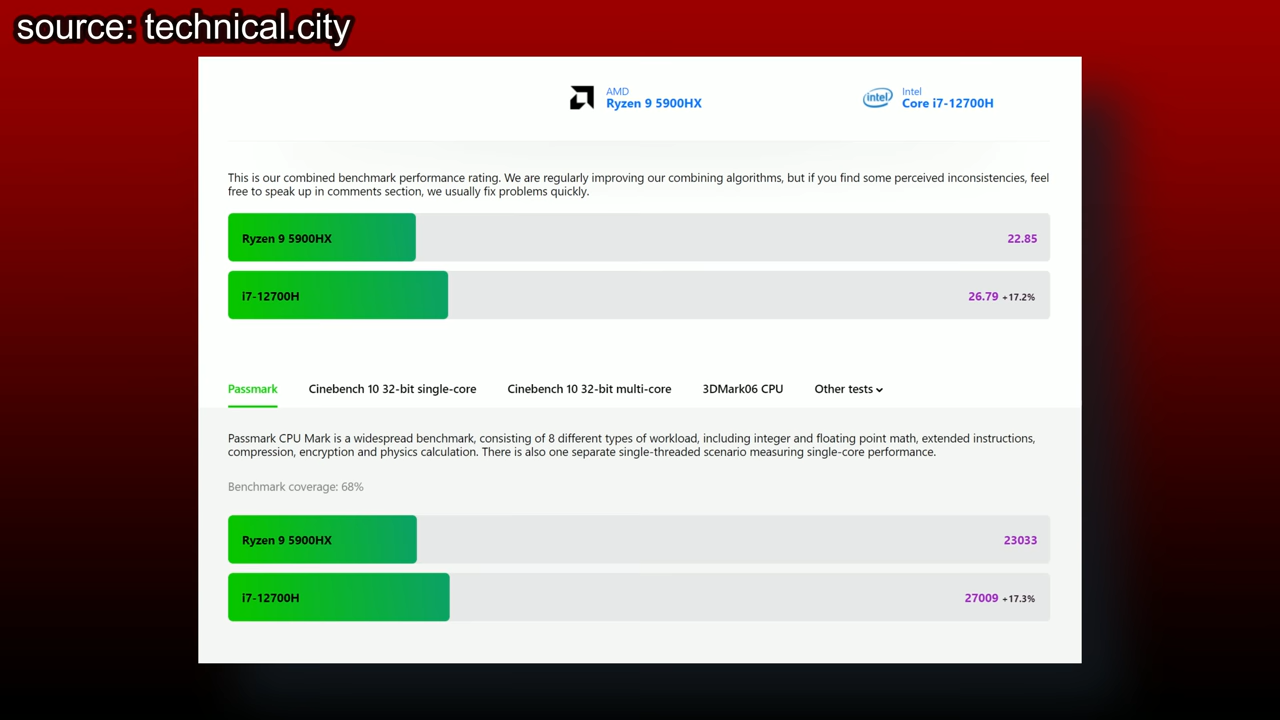 source: technical.city
AMD
Ryzen 9 5900HX
intel
Intel
Core i7-12700H
This is our combined benchmark performance rating. We are regularly improving our combining algorithms, but if you find some perceived inconsistencies, feel
free to speak up in comments section, we usually fix problems quickly.
Ryzen 9 5900HX 22.85
i7-12700H 26.79 +17.2%
Passmark Cinebench 10 32-bit single-core Cinebench 10 32-bit multi-core 3DMark06 CPU Other tests
Passmark CPU Mark is a widespread benchmark, consisting of 8 different types of workload, including integer and floating point math, extended instructions,
compression, encryption and physics calculation. There is also one separate single-threaded scenario measuring single-core performance.
Benchmark coverage: 68%
Ryzen 9 5900HX 23033
i7-12700H 27009 +17.3%